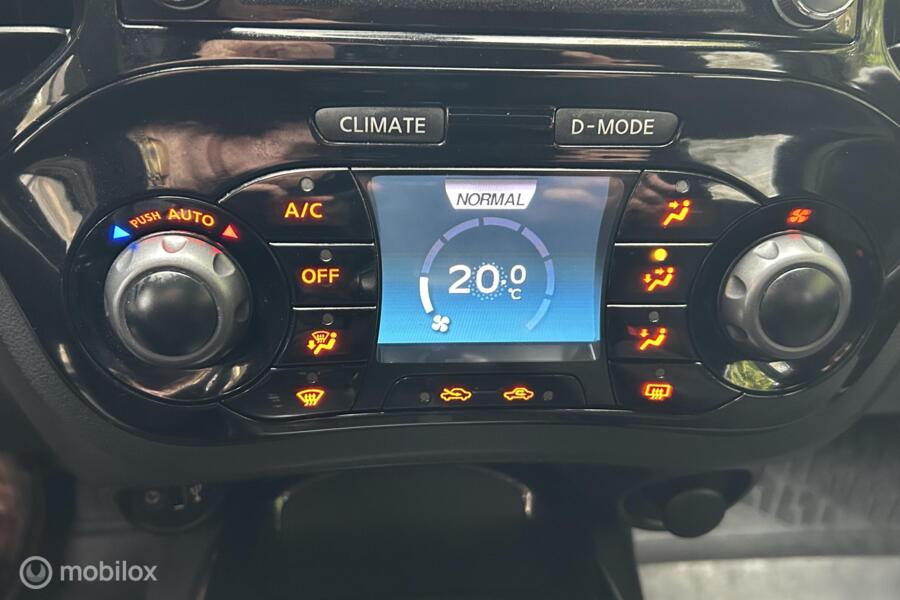 CLIMATE
D-MODE
NORMAL
A/C
PUSH AUTO
OFF
20.0
°C
mobilox